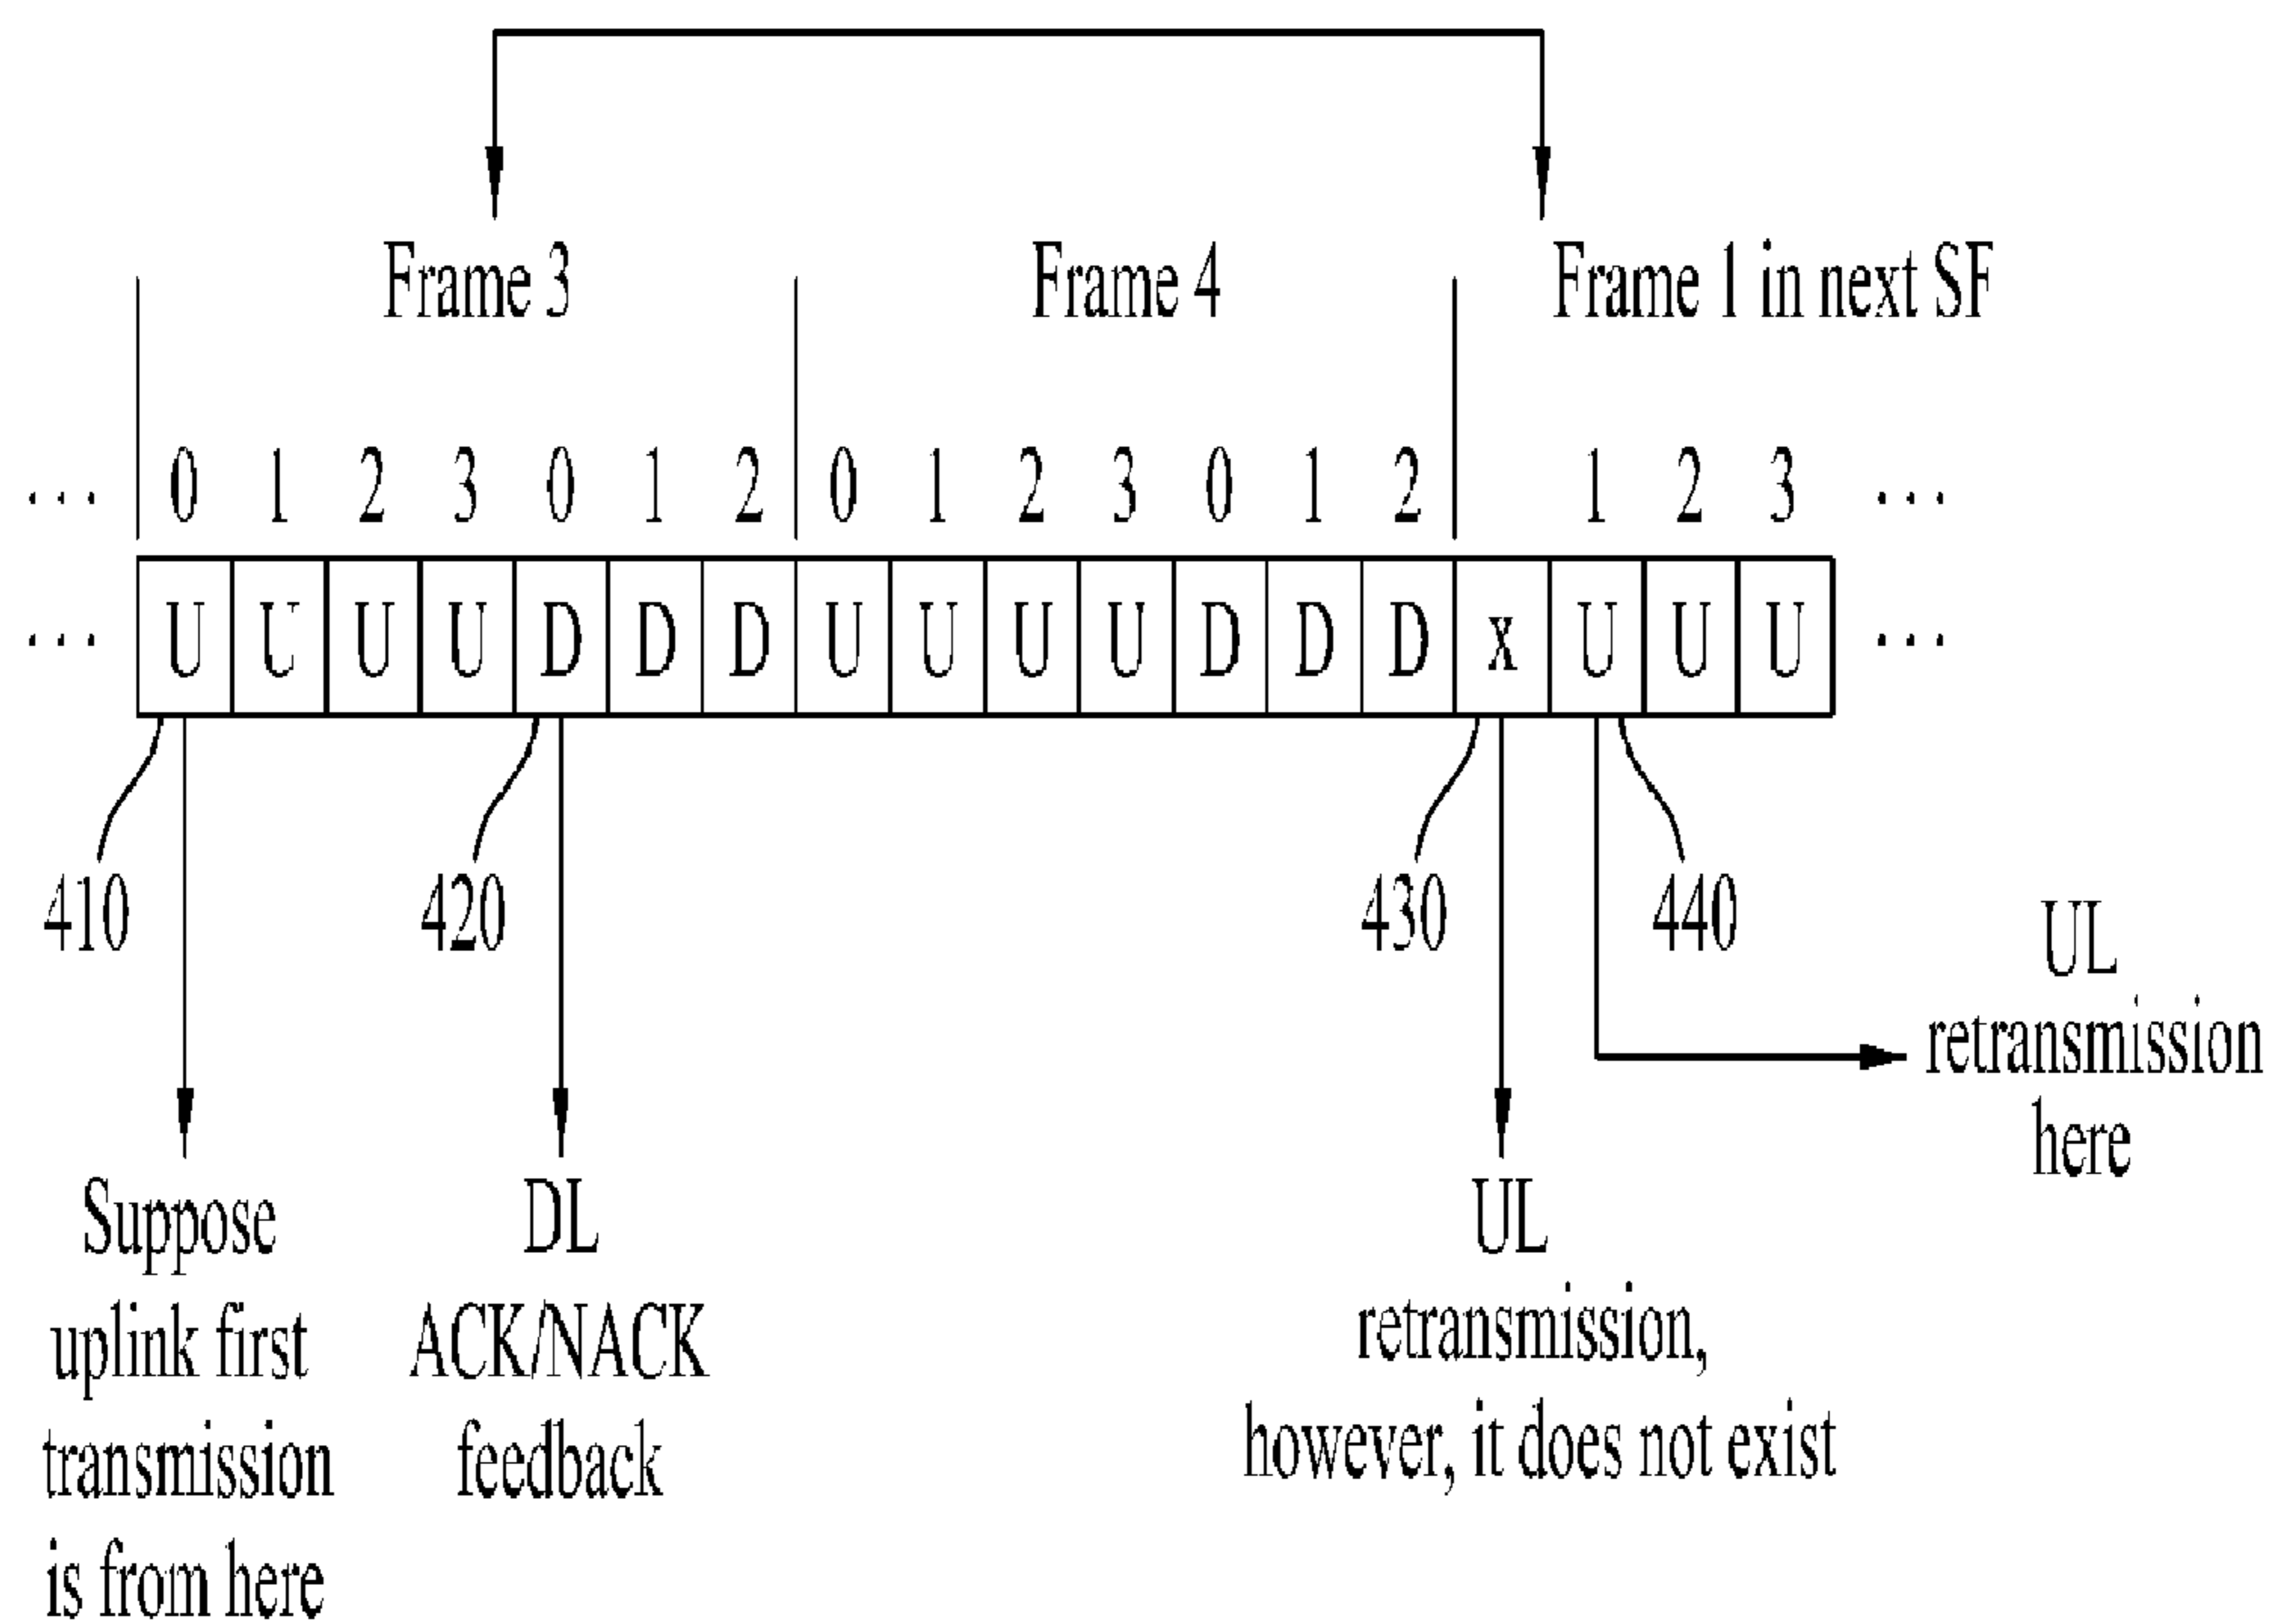 Frame 3 Frame 4 Frame 1 in next SF
... 0 1 2 3 0 1 2 0 1 2 3 0 1 2 1 2 3 ...
... U U U U D D D U U U U D D D X U U U ...
410 420 430 440
UL
retransmission
here
Suppose
uplink first
transmission
is from here
DL
ACK/NACK
feedback
UL
retransmission,
however, it does not exist